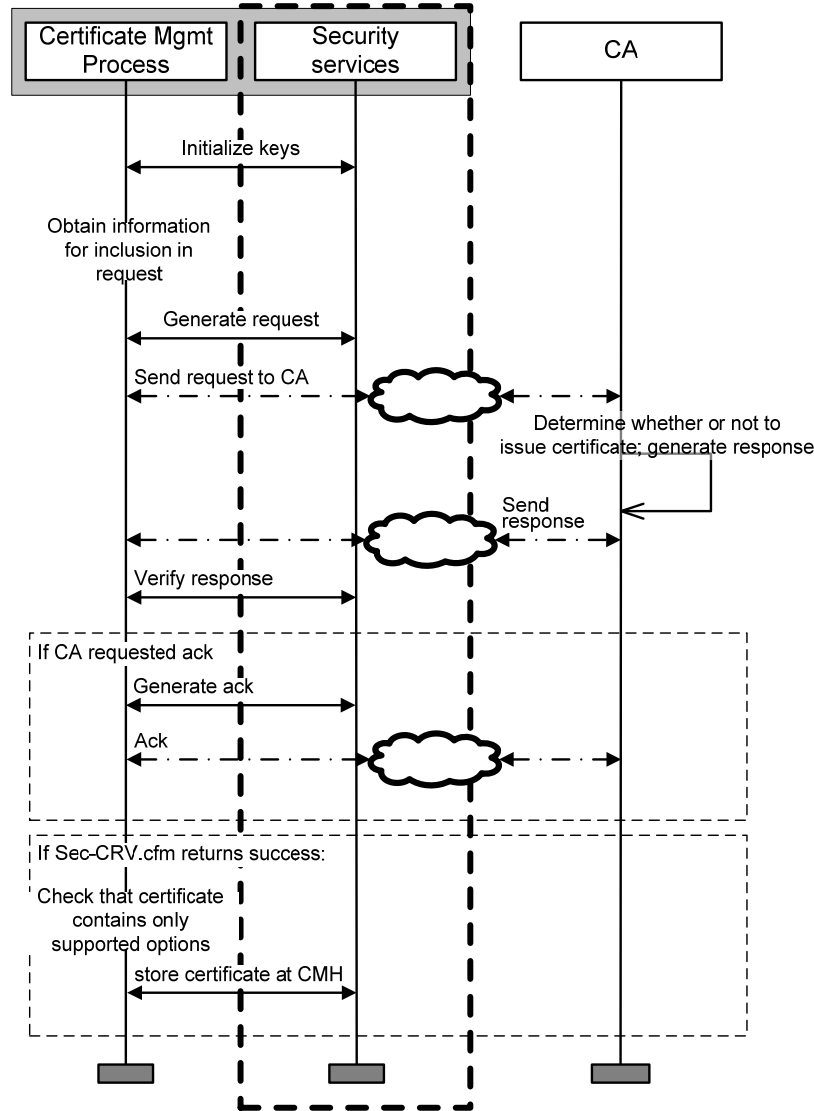 Certificate Mgmt
Process
Security
services
CA
Initialize keys
Obtain information
for inclusion in
request
Generate request
Send request to CA
Determine whether or not to
issue certificate; generate response
Send
response
Verify response
If CA requested ack
Generate ack
Ack
If Sec-CRV.cfm returns success:
Check that certificate
contains only
supported options
store certificate at CMH